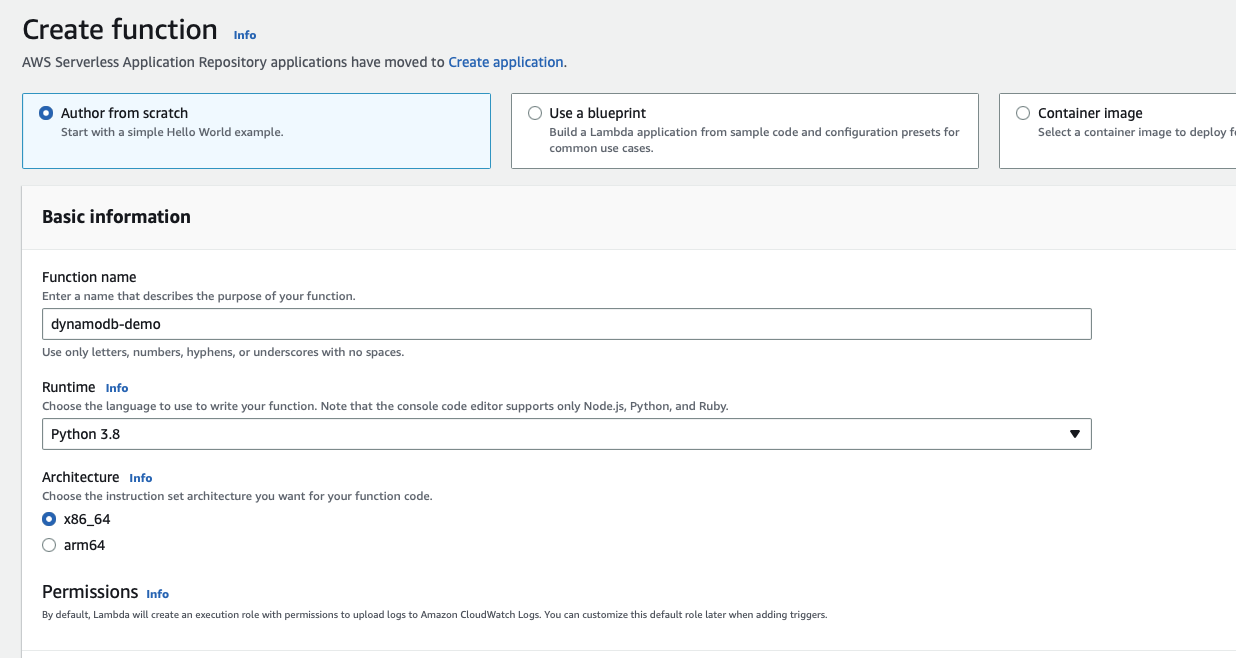 Create function Info
AWS Serverless Application Repository applications have moved to Create application.
Author from scratch
Start with a simple Hello World example.
Use a blueprint
Build a Lambda application from sample code and configuration presets for
common use cases.
Container image
Select a container image to deploy
Basic information
Function name
Enter a name that describes the purpose of your function.
dynamodb-demo
Use only letters, numbers, hyphens, or underscores with no spaces.
Runtime Info
Choose the language to use to write your function. Note that the console code editor supports only Node.js, Python, and Ruby.
Python 3.8
Architecture Info
Choose the instruction set architecture you want for your function code.
x86_64
arm64
Permissions Info
By default, Lambda will create an execution role with permissions to upload logs to Amazon CloudWatch Logs. You can customize this default role later when adding triggers.